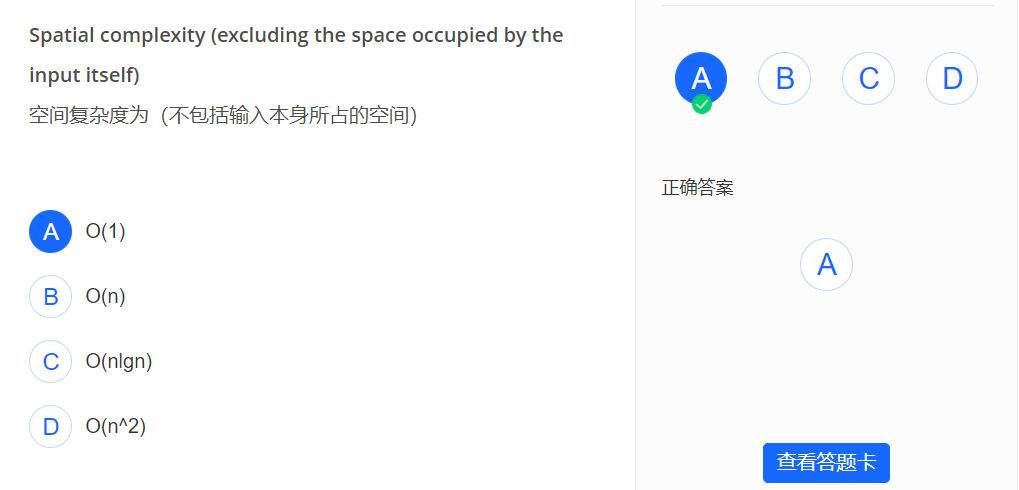 Spatial complexity (excluding the space occupied by the
input itself)
空间复杂度为（不包括输入本身所占的空间）
A O(1)
B O(n)
C O(nlgn)
D O(n^2)
A B C D
正确答案
A
查看答题卡